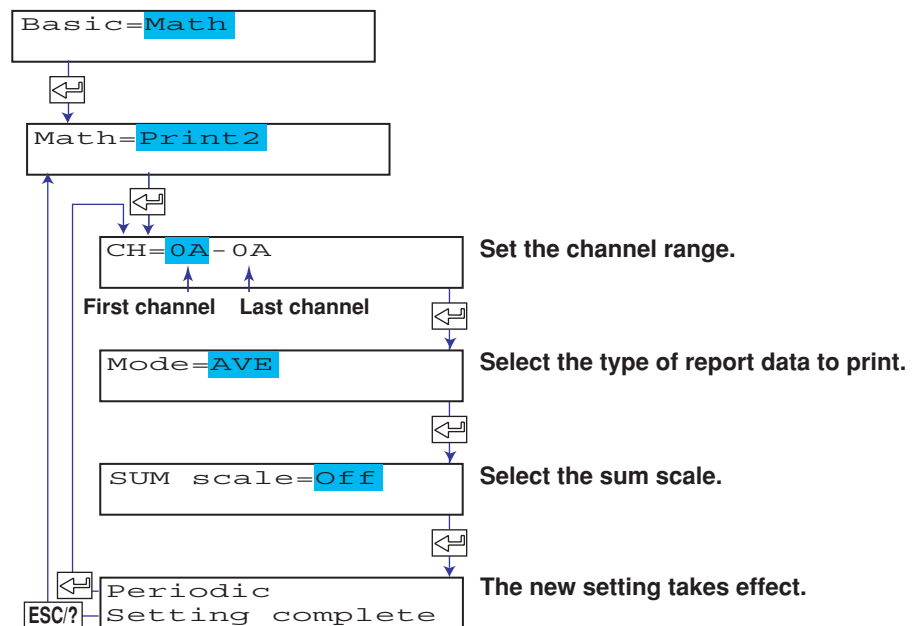 Basic=Math
Math=Print2
CH=0A-0A
Set the channel range.
First channel
Last channel
Mode=AVE
Select the type of report data to print.
SUM scale=Off
Select the sum scale.
Periodic
The new setting takes effect.
ESC/?
Setting complete